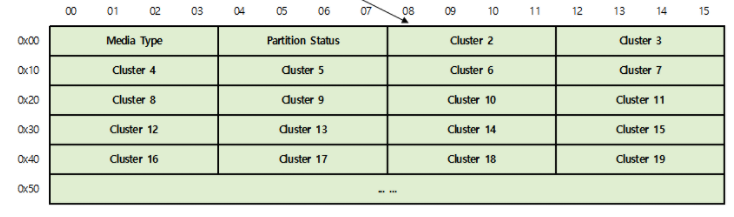 00 01 02 03 04 05 06 07 08 09 10 11 12 13 14 15
0x00 Media Type Partition Status Cluster 2 Cluster 3
0x10 Cluster 4 Cluster 5 Cluster 6 Cluster 7
0x20 Cluster 8 Cluster 9 Cluster 10 Cluster 11
0x30 Cluster 12 Cluster 13 Cluster 14 Cluster 15
0x40 Cluster 16 Cluster 17 Cluster 18 Cluster 19
0x50 ... ...